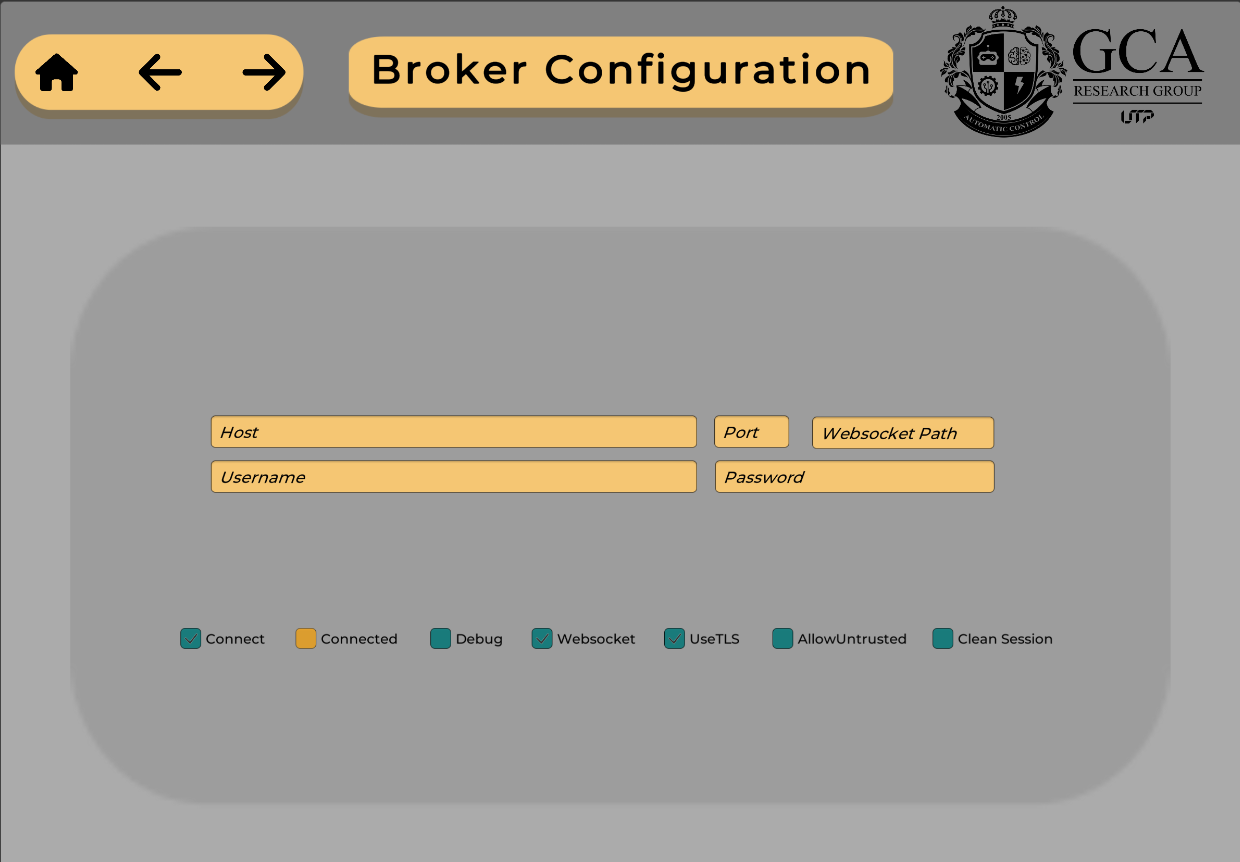 Broker Configuration
GCA
RESEARCH GROUP
UTP
2005
AUTOMATIC CONTROL
Host
Port
Websocket Path
Username
Password
Connect
Connected
Debug
Websocket
UseTLS
AllowUntrusted
Clean Session